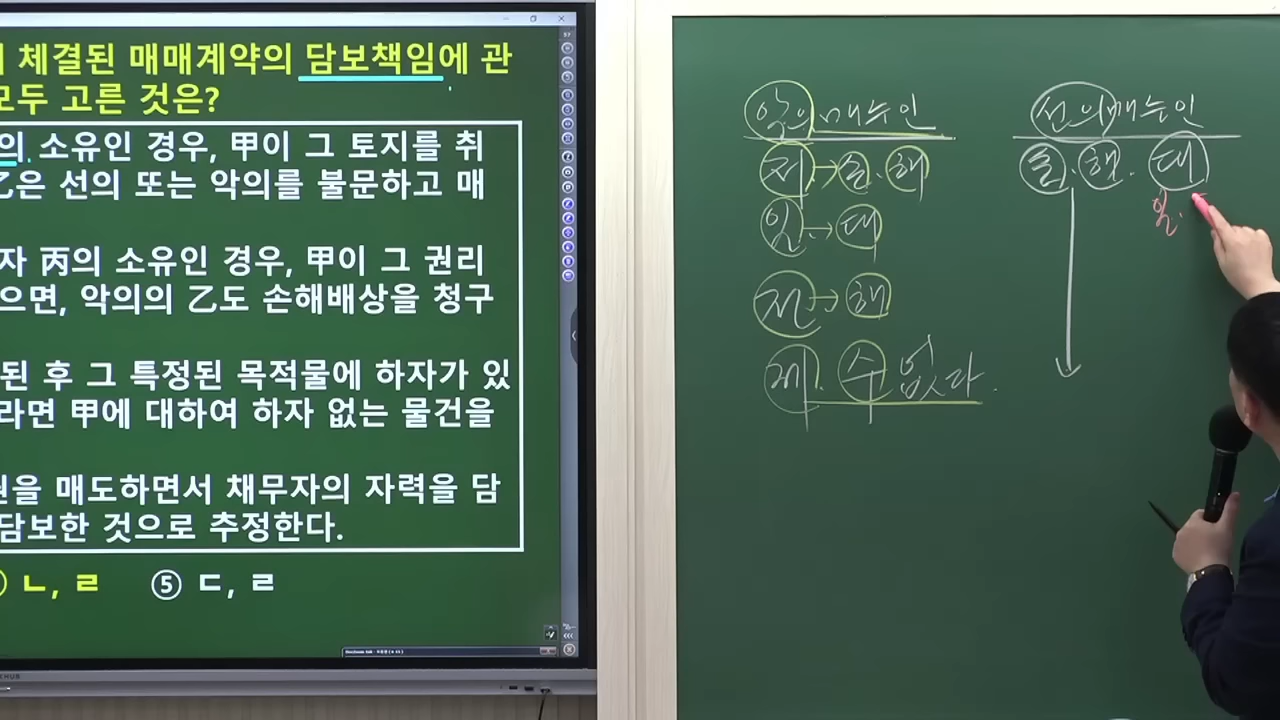 체결된 매매계약의 담보책임에 관
모두 고른 것은?
의 소유인 경우, 甲이 그 토지를 취
乙은 선의 또는 악의를 불문하고 매
자 丙의 소유인 경우, 甲이 그 권리
으면, 악의의 乙도 손해배상을 청구
된 후 그 특정된 목적물에 하자가 있
라면 甲에 대하여 하자 없는 물건을
권을 매도하면서 채무자의 자력을 담
담보한 것으로 추정한다.
ㄴ, ㄹ ⑤ ㄷ, ㄹ
악의 매수인
저→손.해
일→대
전→해
제. 수 없다.
선의매수인
손.해.대
일.